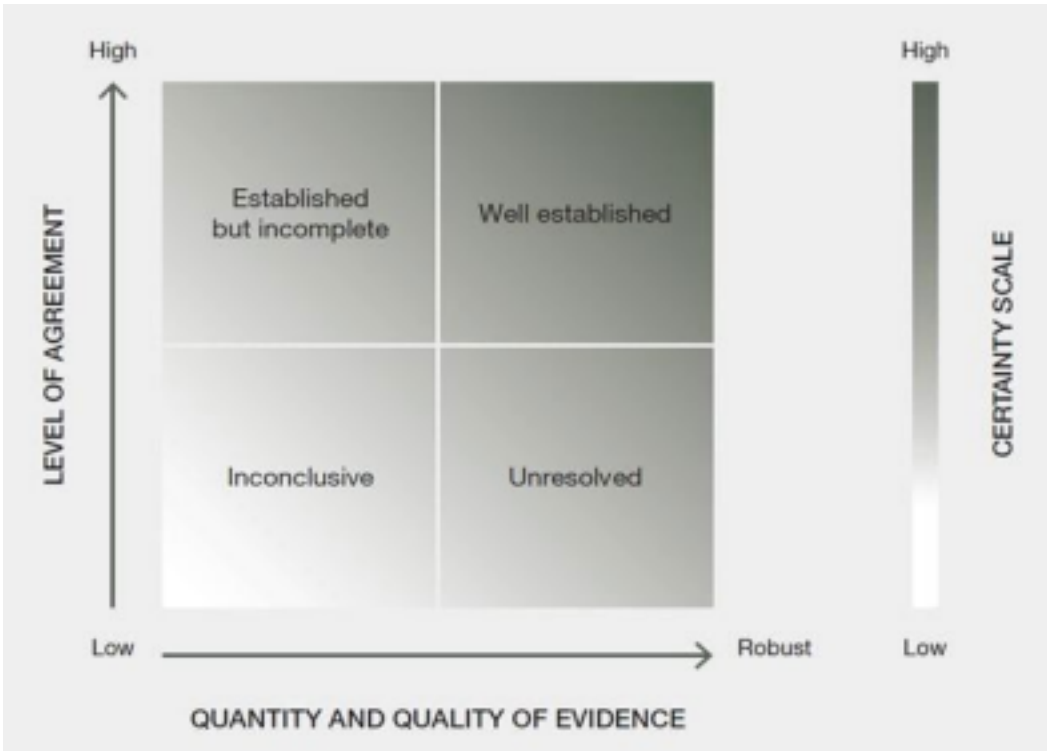 High
High
LEVEL OF AGREEMENT
Established
but incomplete
Well established
CERTAINTY SCALE
Inconclusive
Unresolved
Low
Robust
Low
QUANTITY AND QUALITY OF EVIDENCE